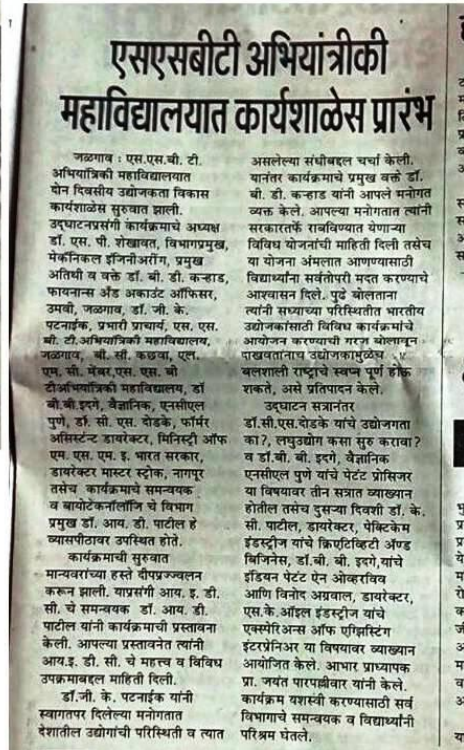 एसएसबीटी अभियांत्रीकी
महाविद्यालयात कार्यशाळेस प्रारंभ
जळगाव : एस.एस.बी. टी.
अभियांत्रिकी महाविद्यालयात
दोन दिवसीय उद्योजकता विकास
कार्यशाळेस सुरुवात झाली.
उद्घाटनप्रसंगी कार्यक्रमाचे अध्यक्ष
डॉ. एस. पी. शेखावत, विभागप्रमुख,
मेकॅनिकल इंजिनीअरींग, प्रमुख
अतिथी व वक्ते डॉ. बी. डी. कऱ्हाड,
फायनान्स अँड अकाउंट ऑफिसर,
उमवी, जळगाव, डॉ. जी. के.
पटनाईक, प्रभारी प्राचार्य, एस. एस.
बी. टी.अभियांत्रिकी महाविद्यालय,
जळगाव, बी. सी. कछवा, एल.
एम. सी. मेंबर,एस. एस. बी
टीअभियांत्रिकी महाविद्यालय, डॉ
बी.बी.इदगे, वैज्ञानिक, एनसीएल
पुणे, डॉ. सी. एस. दोडके, फॉर्मर
असिस्टंन्ट डायरेक्टर, मिनिस्ट्री ऑफ
एम. एस. एम. ई. भारत सरकार,
डायरेक्टर मास्टर स्ट्रोक, नागपूर
तसेच कार्यक्रमाचे समन्वयक
व बायोटेकनॉलॉजि चे विभाग
प्रमुख डॉ. आय. डी. पाटील हे
व्यासपीठावर उपस्थित होते.
कार्यक्रमाची सुरुवात
मान्यवरांच्या हस्ते दीपप्रज्ज्वलन
करून झाली. याप्रसंगी आय. इ. डी.
सी. चे समन्वयक डॉ. आय. डी.
पाटील यांनी कार्यक्रमाची प्रस्तावना
केली. आपल्या प्रस्तावनेत त्यांनी
आय.इ. डी. सी. चे महत्त्व व विविध
उपक्रमाबद्दल माहिती दिली.
डॉ.जी. के. पटनाईक यांनी
स्वागतपर दिलेल्या मनोगतात
देशातील उद्योगांची परिस्थिती व त्यात
असलेल्या संधीबद्दल चर्चा केली.
यानंतर कार्यक्रमाचे प्रमुख वक्ते डॉ.
बी. डी. कऱ्हाड यांनी आपले मनोगत
व्यक्त केले. आपल्या मनोगतात त्यांनी
सरकारतर्फे राबविण्यात येणाऱ्या
विविध योजनांची माहिती दिली तसेच
या योजना अंमलात आणण्यासाठी
विद्यार्थ्यांना सर्वतोपरी मदत करण्याचे
आश्वासन दिले. पुढे बोलताना
त्यांनी सध्याच्या परिस्थितीत भारतीय
उद्योजकांसाठी विविध कार्यक्रमांचे
आयोजन करण्याची गरज बोलावून
दाखवतांनाच उद्योजकामुळेच
बलशाली राष्ट्राचे स्वप्न पूर्ण होऊ
शकते, असे प्रतिपादन केले.
उद्घाटन सत्रानंतर
डॉ.सी.एस.दोडके यांचे उद्योजगता
का?, लघुउद्योग कसा सुरु करावा?
व डॉ.बी. बी. इदगे, वैज्ञानिक
एनसीएल पुणे यांचे पेटंट प्रोसिजर
या विषयावर तीन सत्रात व्याख्यान
होतील तसेच दुसऱ्या दिवशी डॉ. के.
सी. पाटील, डायरेक्टर, पेक्टिकेम
इंडस्ट्रीज यांचे क्रिएटिव्हिटी अँण्ड
बिजिनेस, डॉ.बी. बी. इदगे,यांचे
इंडियन पेटंट ऐन ओव्हरविव
आणि विनोद अग्रवाल, डायरेक्टर,
एस.के.ऑइल इंडस्ट्रीज यांचे
एक्सपेरिअन्स ऑफ एग्झिस्टिंग
इंटरप्रेनिअर या विषयावर व्याख्यान
आयोजित केले. आभार प्राध्यापक
प्रा. जयंत पारपल्लीवार यांनी केले.
कार्यक्रम यशस्वी करण्यासाठी सर्व
विभागाचे समन्वयक व विद्यार्थ्यांनी
परिश्रम घेतले.